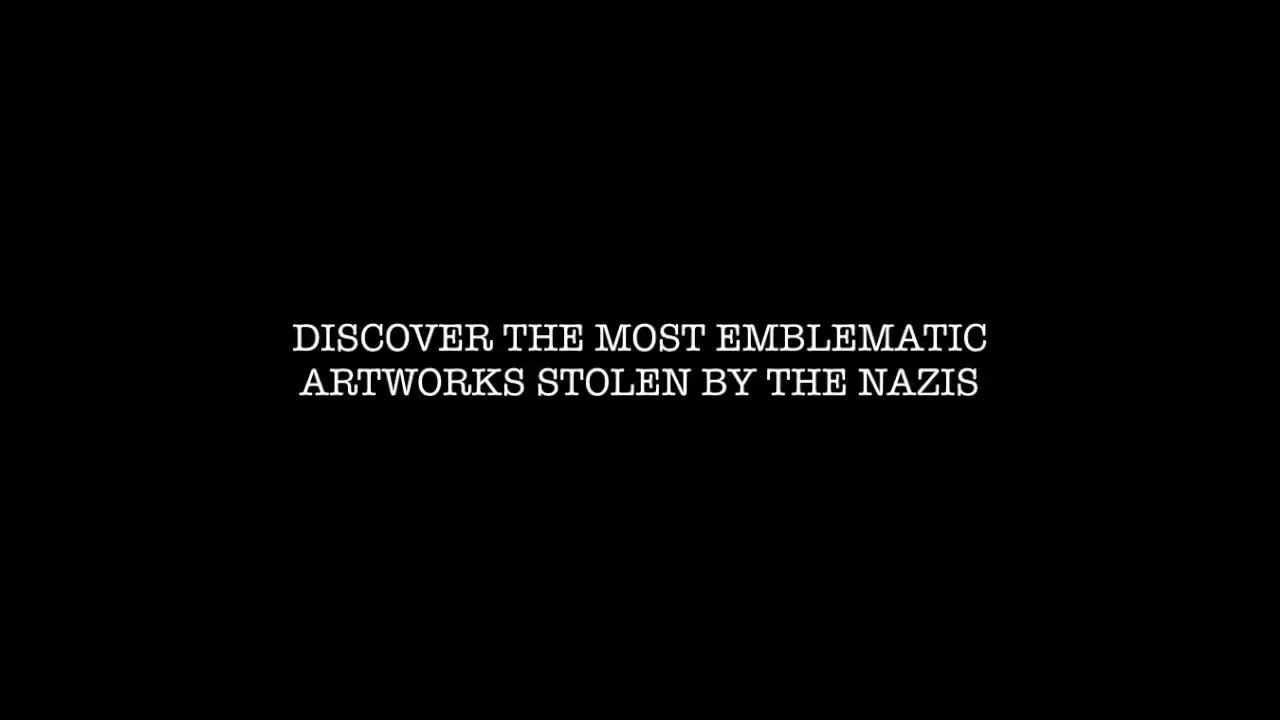 DISCOVER THE MOST EMBLEMATIC
ARTWORKS STOLEN BY THE NAZIS